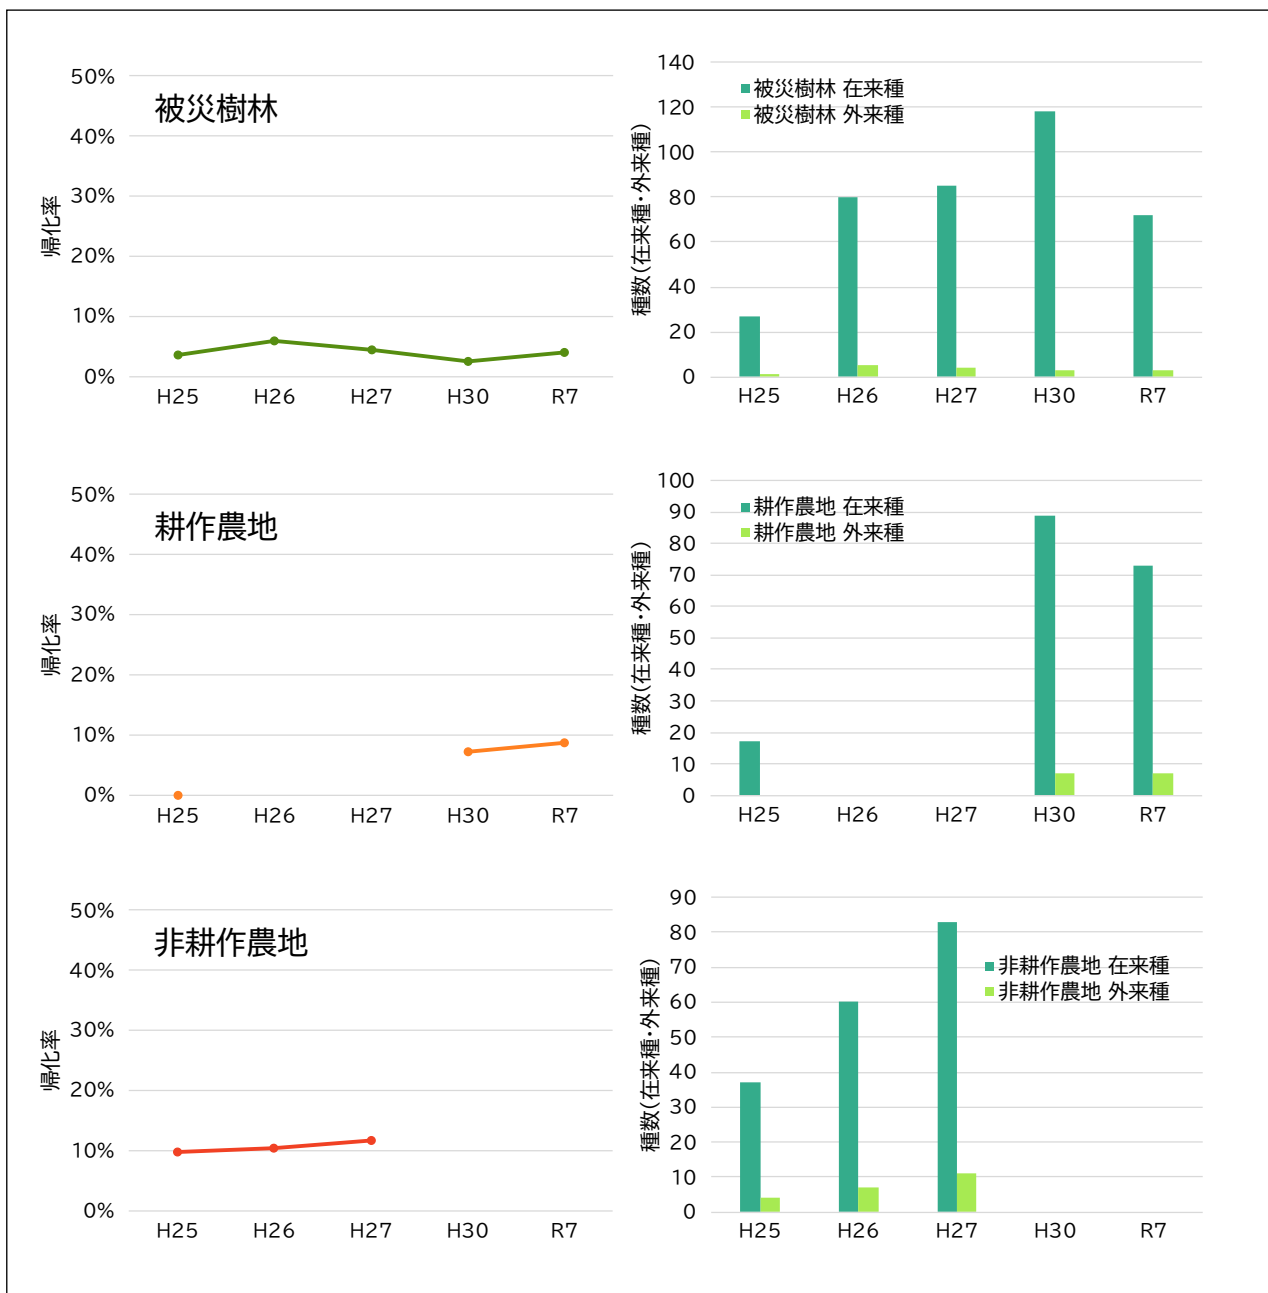 被災樹林
50%
40%
30%
20%
10%
0%
帰化率
H25 H26 H27 H30 R7
被災樹林 在来種
被災樹林 外来種
140
120
100
80
60
40
20
0
種数(在来種・外来種)
H25 H26 H27 H30 R7
耕作農地
50%
40%
30%
20%
10%
0%
帰化率
H25 H26 H27 H30 R7
耕作農地 在来種
耕作農地 外来種
100
90
80
70
60
50
40
30
20
10
0
種数(在来種・外来種)
H25 H26 H27 H30 R7
非耕作農地
50%
40%
30%
20%
10%
0%
帰化率
H25 H26 H27 H30 R7
非耕作農地 在来種
非耕作農地 外来種
90
80
70
60
50
40
30
20
10
0
種数(在来種・外来種)
H25 H26 H27 H30 R7